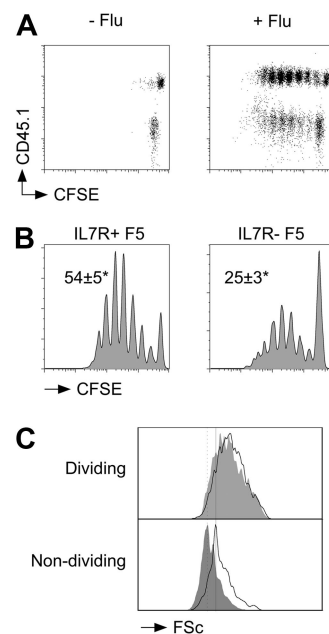 A
- Flu
+ Flu
CD45.1
CFSE
B
IL7R+ F5
IL7R- F5
54±5*
25±3*
CFSE
C
Dividing
Non-dividing
FSc